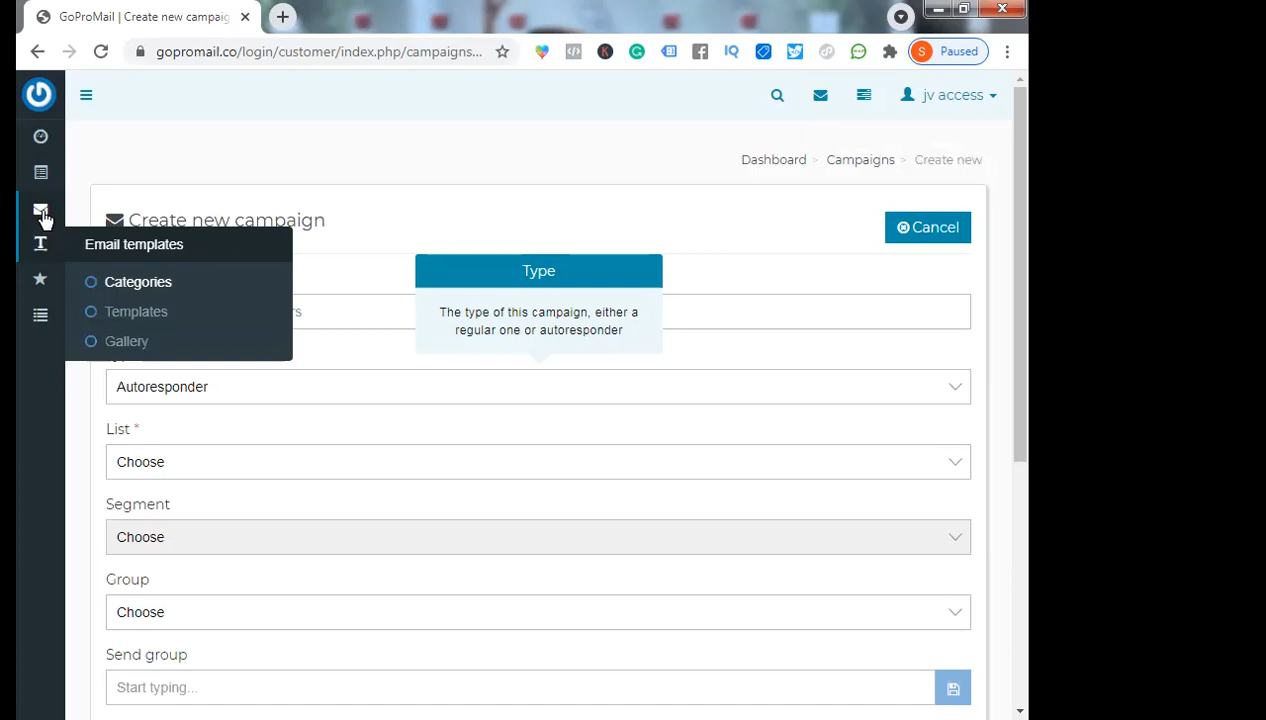 GoProMail | Create new campaign
gopromail.co/login/customer/index.php/campaigns...
Paused
jv access
Dashboard > Campaigns > Create new
Create new campaign
Cancel
Email templates
Categories
Templates
Gallery
Type
The type of this campaign, either a
regular one or autoresponder
Autoresponder
List *
Choose
Segment
Choose
Group
Choose
Send group
Start typing...